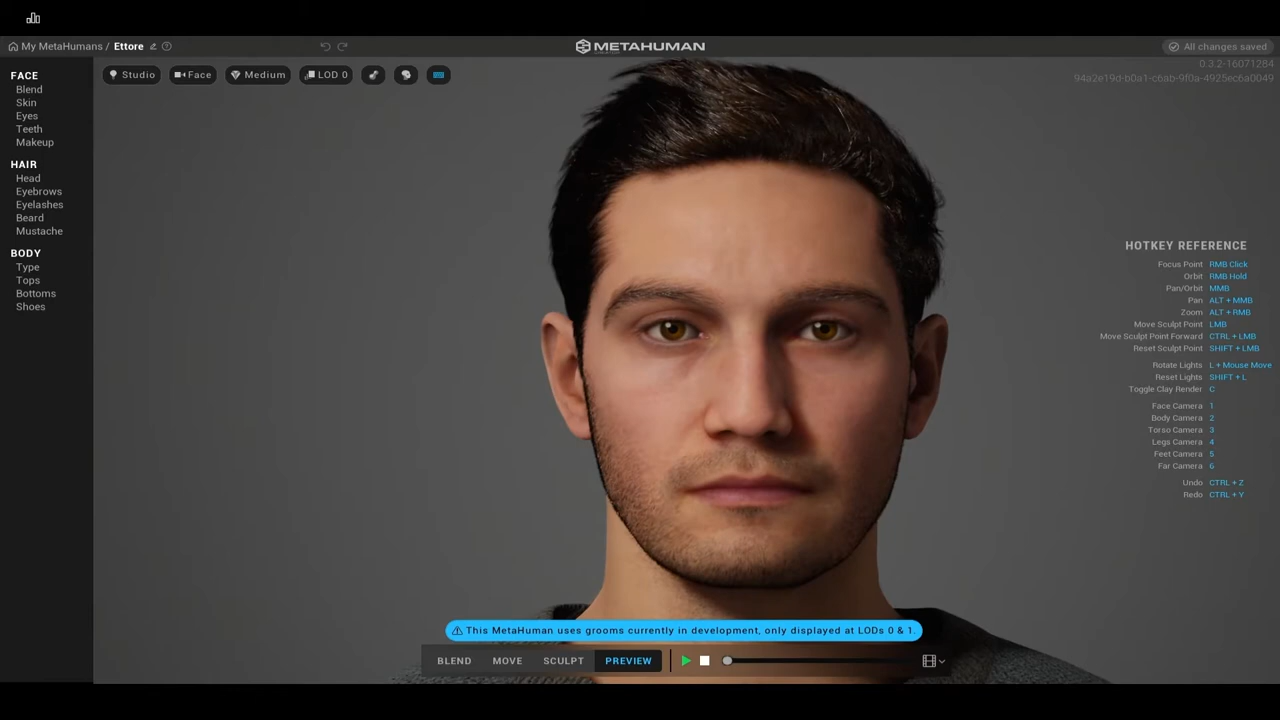 My MetaHumans / Ettore
METAHUMAN
All changes saved
0.3.2-16071284
94a2e19d-b0a1-c6ab-9f0a-4925ec6a0049
Studio
Face
Medium
LOD 0
FACE
Blend
Skin
Eyes
Teeth
Makeup
HAIR
Head
Eyebrows
Eyelashes
Beard
Mustache
BODY
Type
Tops
Bottoms
Shoes
HOTKEY REFERENCE
Focus Point RMB Click
Orbit RMB Hold
Pan/Orbit MMB
Pan ALT + MMB
Zoom ALT + RMB
Move Sculpt Point LMB
Move Sculpt Point Forward CTRL + LMB
Reset Sculpt Point SHIFT + LMB
Rotate Lights L + Mouse Move
Reset Lights SHIFT + L
Toggle Clay Render C
Face Camera 1
Body Camera 2
Torso Camera 3
Legs Camera 4
Feet Camera 5
Far Camera 6
Undo CTRL + Z
Redo CTRL + Y
This MetaHuman uses grooms currently in development, only displayed at LODs 0 & 1.
BLEND
MOVE
SCULPT
PREVIEW